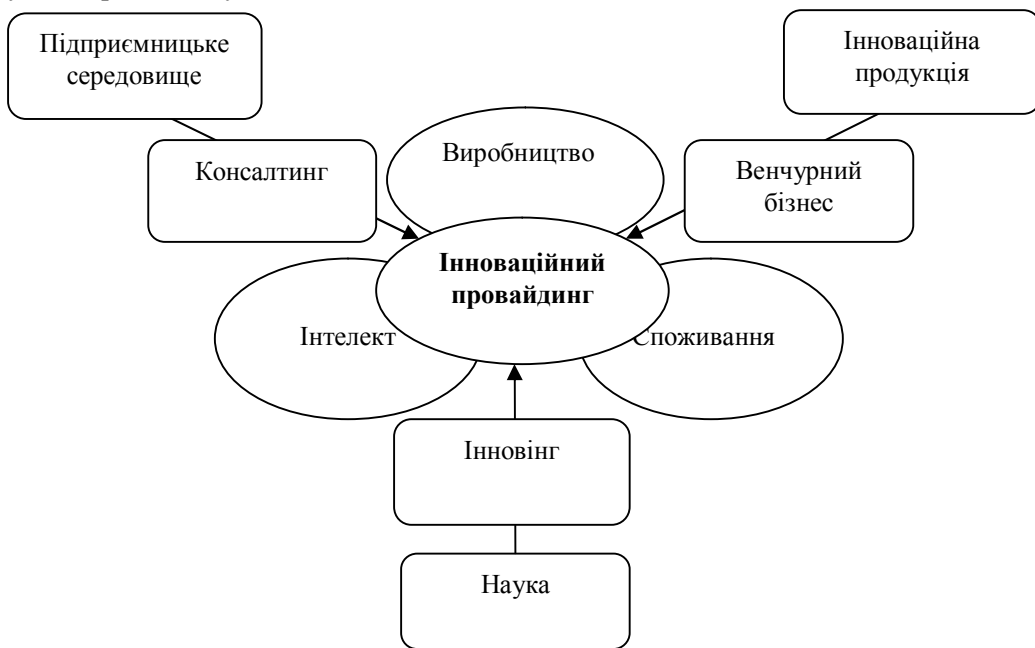 Підприємницьке
середовище
Інноваційна
продукція
Консалтинг
Виробництво
Венчурний
бізнес
Інноваційний
провайдинг
Інтелект
Споживання
Інновінг
Наука